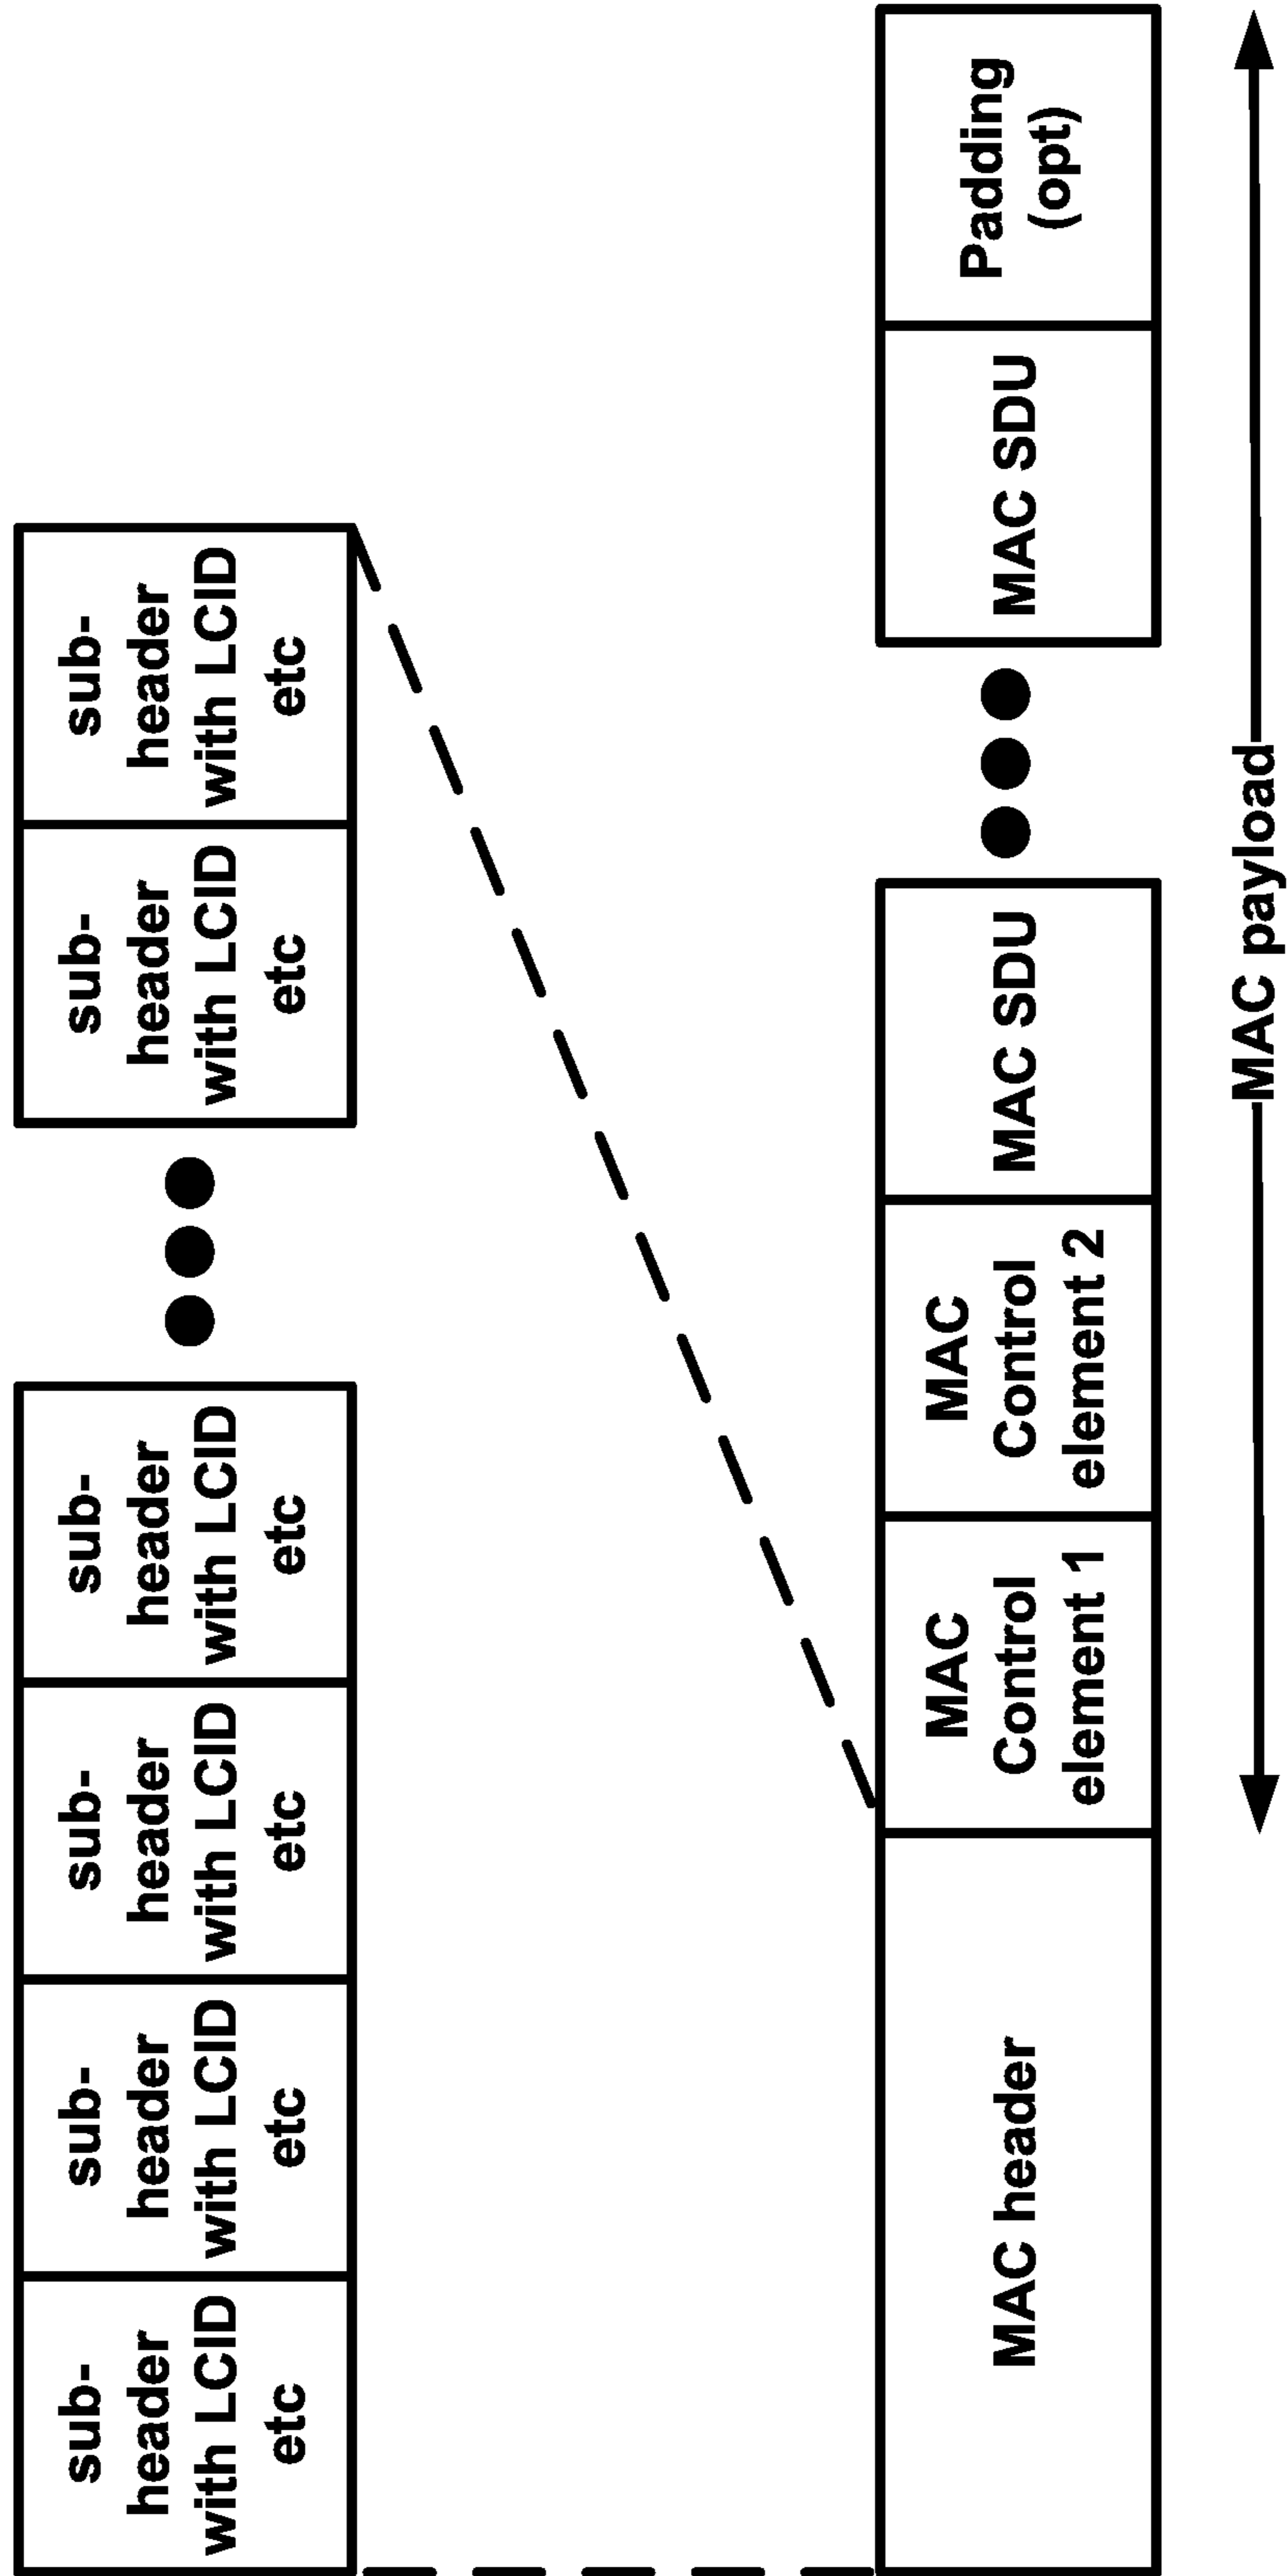 sub-
header
with LCID
etc
sub-
header
with LCID
etc
sub-
header
with LCID
etc
sub-
header
with LCID
etc
sub-
header
with LCID
etc
sub-
header
with LCID
etc
MAC header
MAC
Control
element 1
MAC
Control
element 2
MAC SDU
MAC SDU
Padding
(opt)
MAC payload